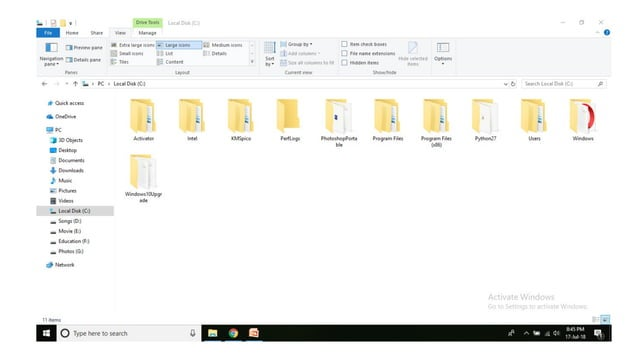 Drive Tools
Local Disk (C:)
File
Home
Share
View
Manage
Navigation pane
Preview pane
Details pane
Panes
Extra large icons
Large icons
Medium icons
Small icons
List
Details
Tiles
Content
Layout
Sort by
Group by
Add columns
Size all columns to fit
Current view
Item check boxes
File name extensions
Hidden items
Hide selected items
Show/hide
Options
PC
Local Disk (C:)
Search Local Disk (C:)
Quick access
OneDrive
PC
3D Objects
Desktop
Documents
Downloads
Music
Pictures
Videos
Local Disk (C:)
Songs (D:)
Movie (E:)
Education (F:)
Photos (G:)
Network
Activator
Intel
KMSpico
PerfLogs
PhotoshopPorta
ble
Program Files
Program Files
(x86)
Python27
Users
Windows
Windows10Upgr
ade
11 items
Activate Windows
Go to Settings to activate Windows.
Type here to search
8:45 PM
17-Jul-18